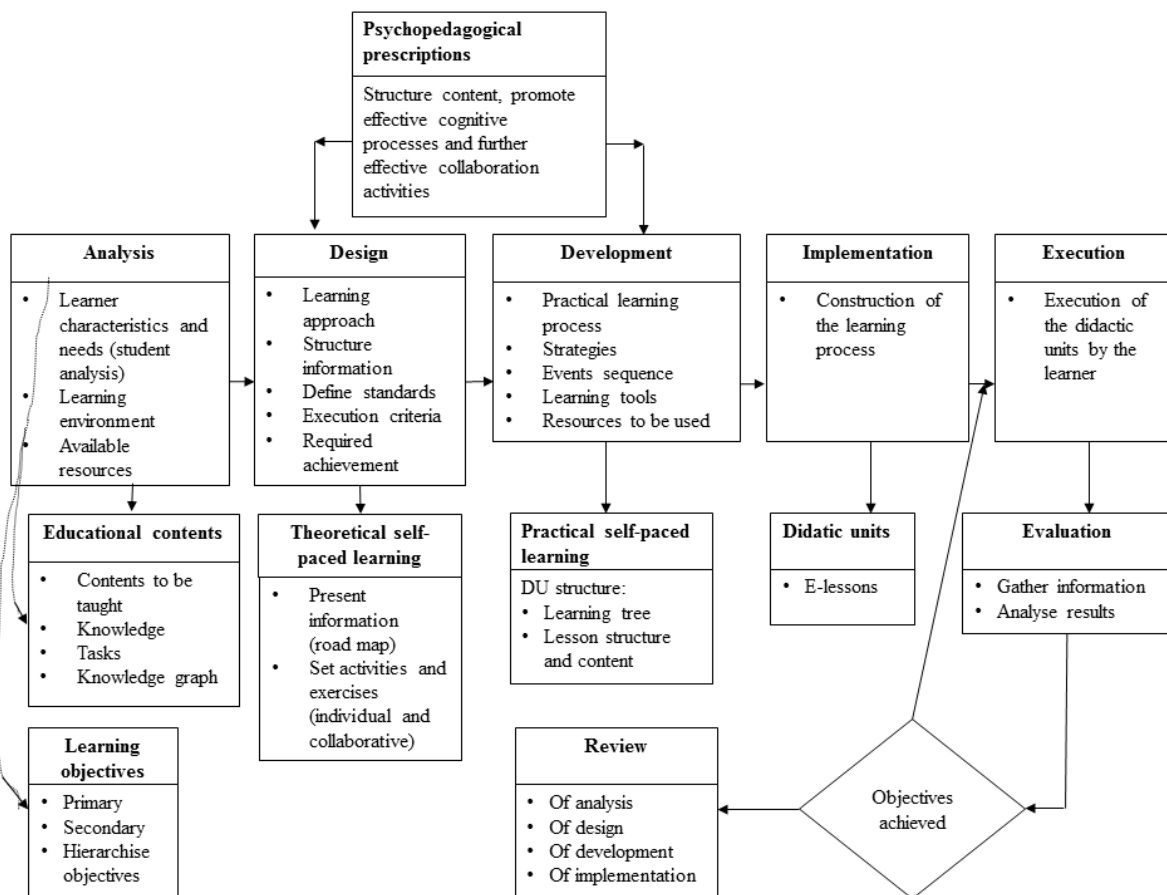 Psychopedagogical
prescriptions
Structure content, promote
effective cognitive
processes and further
effective collaboration
activities
Analysis
• Learner
characteristics and
needs (student
analysis)
• Learning
environment
• Available
resources
Design
• Learning
approach
• Structure
information
• Define standards
• Execution criteria
• Required
achievement
Development
• Practical learning
process
• Strategies
• Events sequence
• Learning tools
• Resources to be used
Implementation
• Construction of
the learning
process
Execution
• Execution of
the didactic
units by the
learner
Educational contents
• Contents to be
taught
• Knowledge
• Tasks
• Knowledge graph
Theoretical self-
paced learning
• Present
information
(road map)
• Set activities and
exercises
(individual and
collaborative)
Practical self-paced
learning
DU structure:
• Learning tree
• Lesson structure
and content
Didatic units
• E-lessons
Evaluation
• Gather information
• Analyse results
Learning
objectives
• Primary
• Secondary
• Hierarchise
objectives
Review
• Of analysis
• Of design
• Of development
• Of implementation
Objectives
achieved